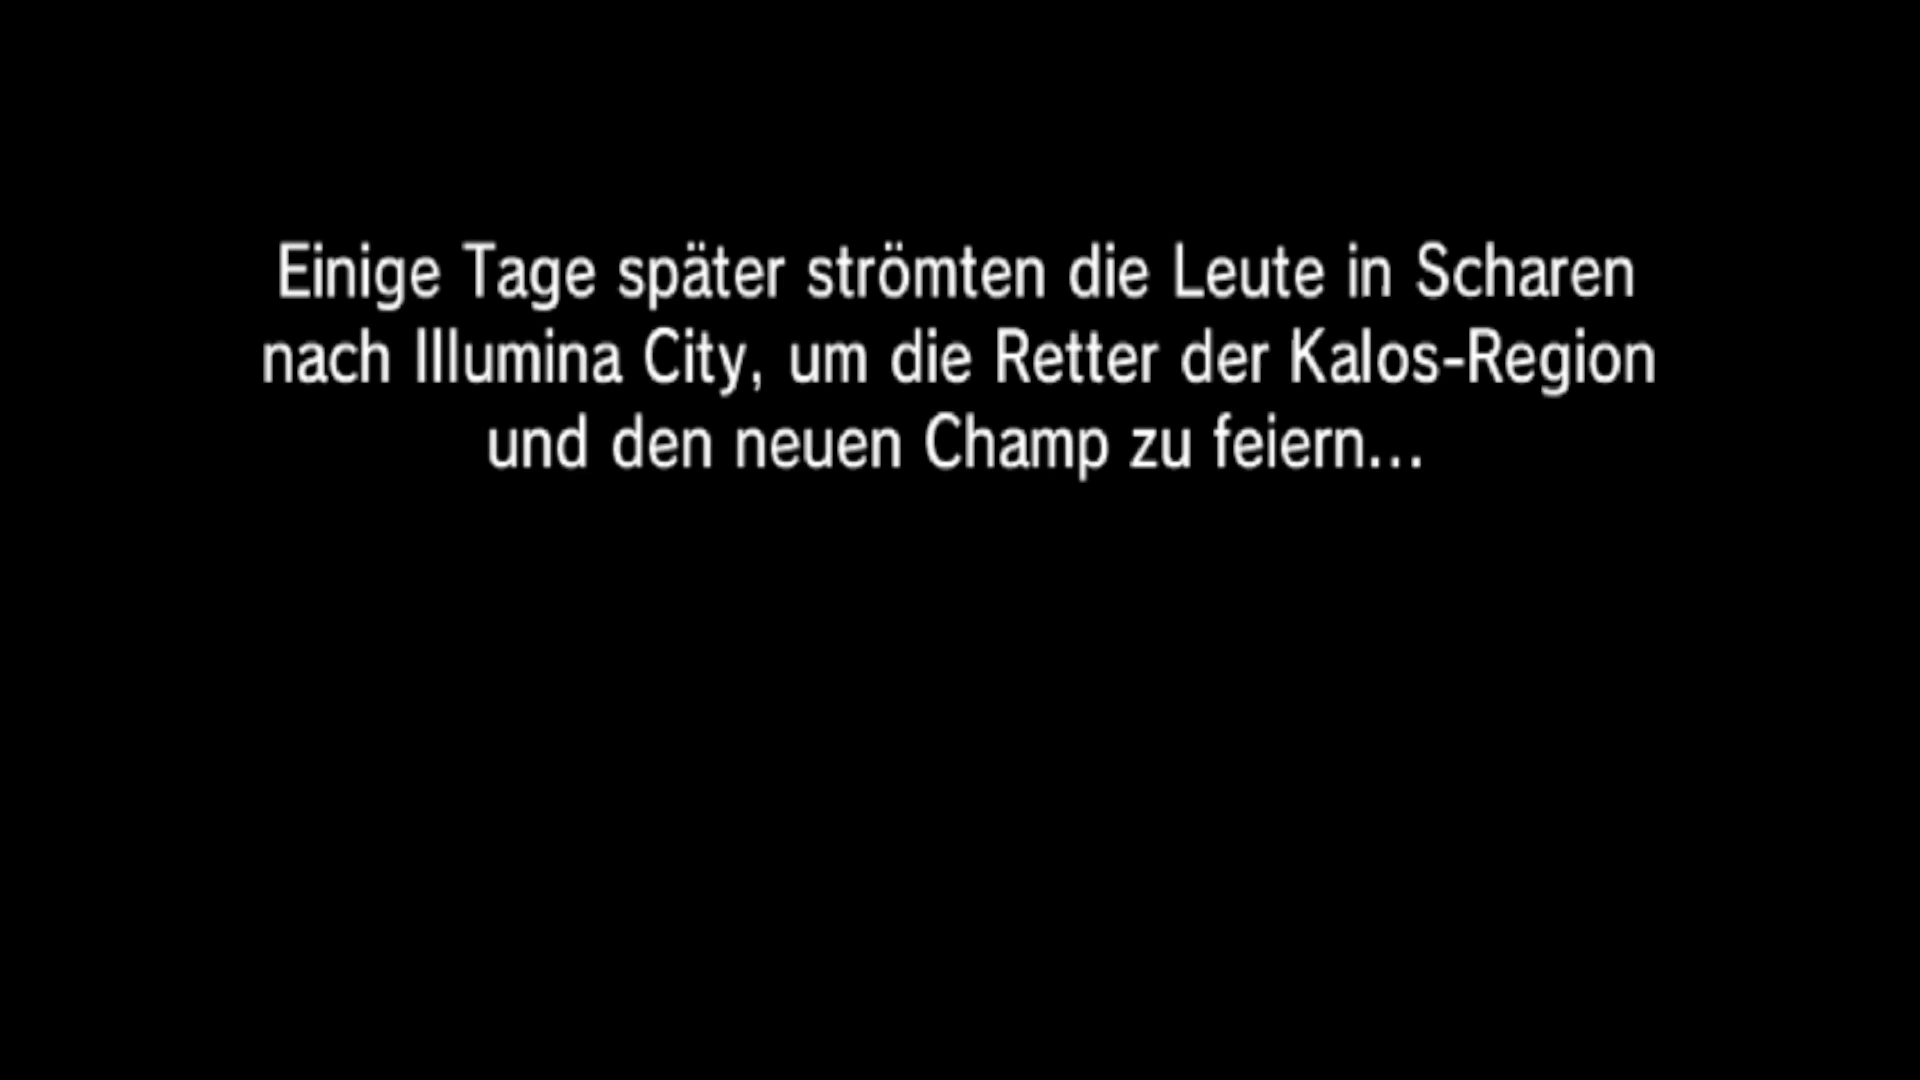 Einige Tage später strömten die Leute in Scharen
nach Illumina City, um die Retter der Kalos-Region
und den neuen Champ zu feiern...